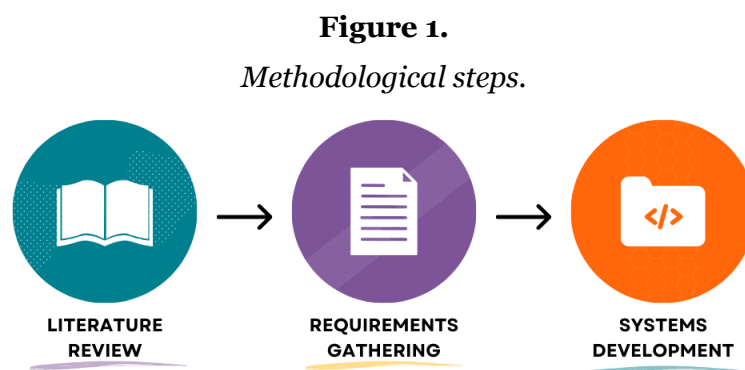 Figure 1.
Methodological steps.
</>
LITERATURE
REVIEW
REQUIREMENTS
GATHERING
SYSTEMS
DEVELOPMENT